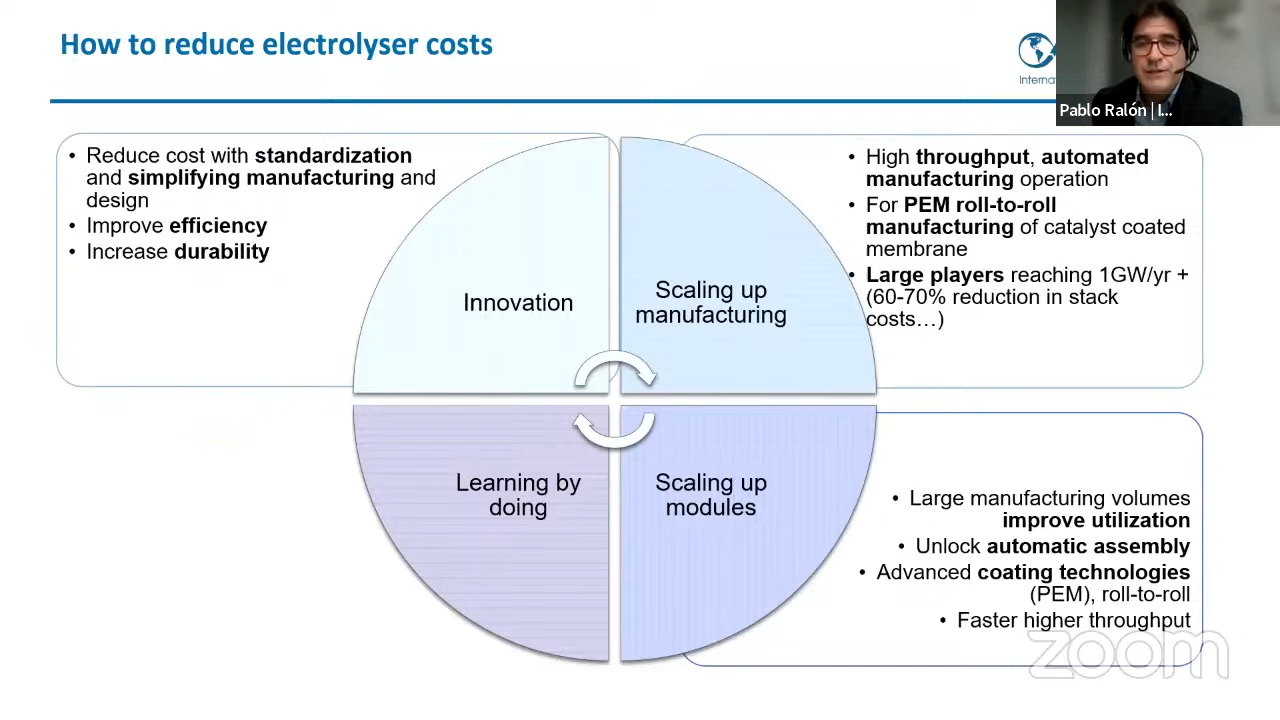 How to reduce electrolyser costs
Internat
Pablo Ralón | I...
• Reduce cost with standardization
and simplifying manufacturing and
design
• Improve efficiency
• Increase durability
• High throughput, automated
manufacturing operation
• For PEM roll-to-roll
manufacturing of catalyst coated
membrane
• Large players reaching 1GW/yr +
(60-70% reduction in stack
costs…)
Innovation
Scaling up
manufacturing
Learning by
doing
Scaling up
modules
• Large manufacturing volumes
improve utilization
• Unlock automatic assembly
• Advanced coating technologies
(PEM), roll-to-roll
• Faster higher throughput
zoom